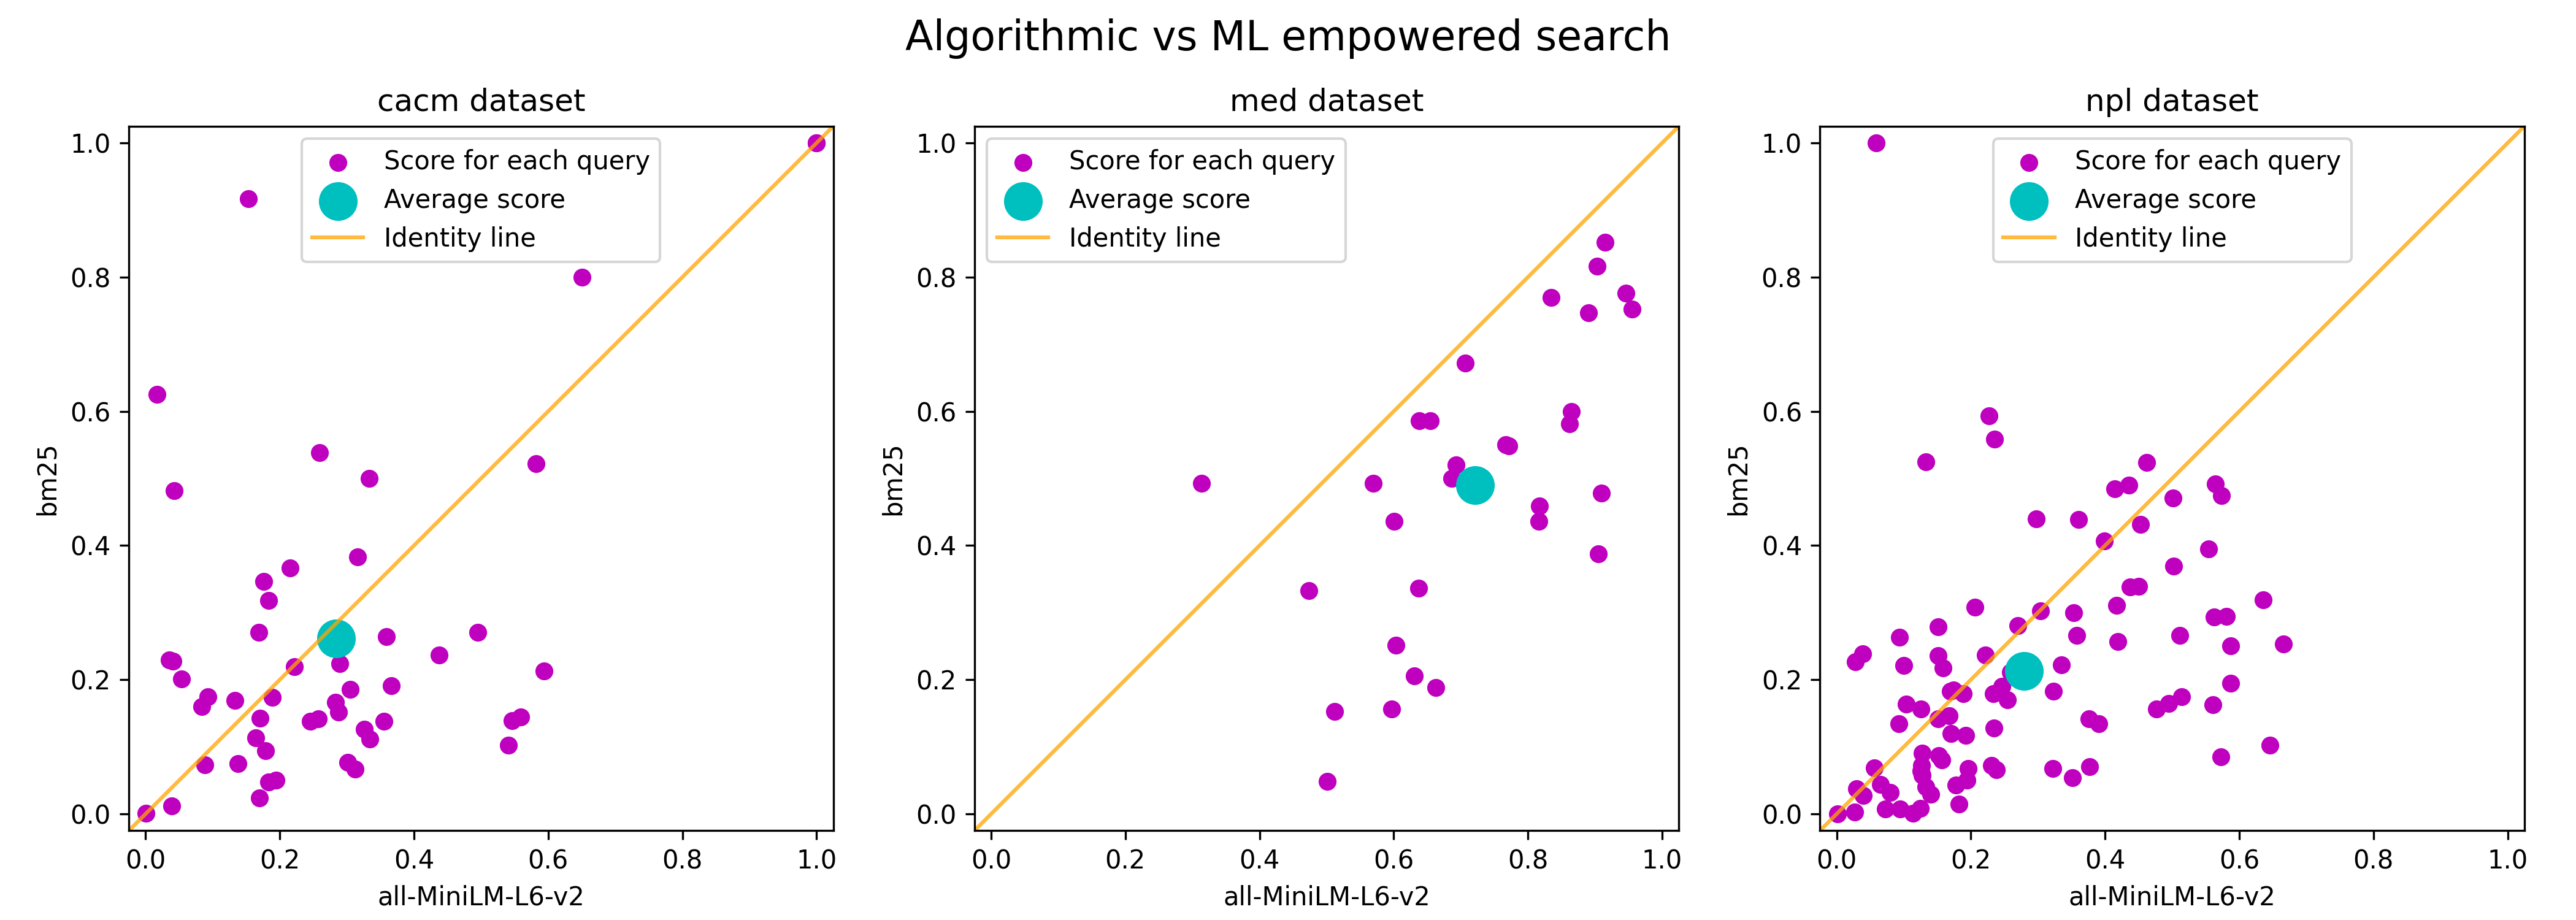 Algorithmic vs ML empowered search
cacm dataset
Score for each query
Average score
Identity line
1.0
0.8
0.6
0.4
0.2
0.0
bm25
0.0 0.2 0.4 0.6 0.8 1.0
all-MiniLM-L6-v2
med dataset
Score for each query
Average score
Identity line
1.0
0.8
0.6
0.4
0.2
0.0
bm25
0.0 0.2 0.4 0.6 0.8 1.0
all-MiniLM-L6-v2
npl dataset
Score for each query
Average score
Identity line
1.0
0.8
0.6
0.4
0.2
0.0
bm25
0.0 0.2 0.4 0.6 0.8 1.0
all-MiniLM-L6-v2